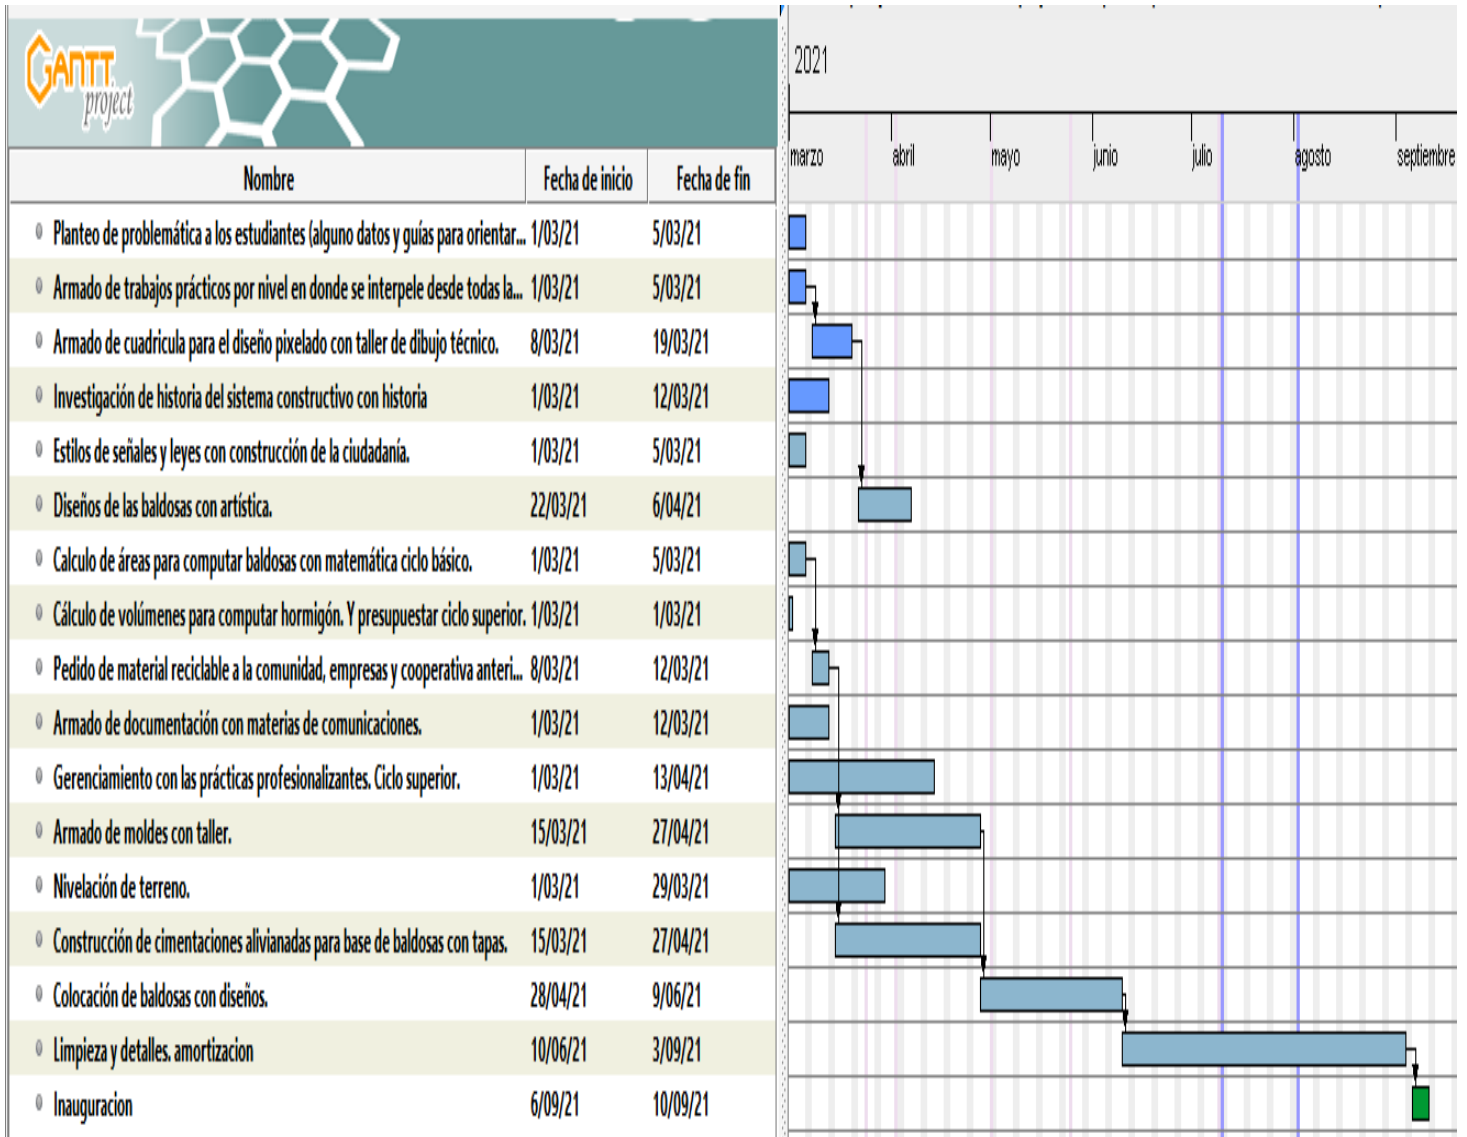 GANTT
project
2021
marzo abril mayo junio julio agosto septiembre
Nombre Fecha de inicio Fecha de fin
Planteo de problemática a los estudiantes (alguno datos y guías para orientar... 1/03/21 5/03/21
Armado de trabajos prácticos por nivel en donde se interpele desde todas la... 1/03/21 5/03/21
Armado de cuadricula para el diseño pixelado con taller de dibujo técnico. 8/03/21 19/03/21
Investigación de historia del sistema constructivo con historia 1/03/21 12/03/21
Estilos de señales y leyes con construcción de la ciudadanía. 1/03/21 5/03/21
Diseños de las baldosas con artística. 22/03/21 6/04/21
Calculo de áreas para computar baldosas con matemática ciclo básico. 1/03/21 5/03/21
Cálculo de volúmenes para computar hormigón. Y presupuestar ciclo superior. 1/03/21 1/03/21
Pedido de material reciclable a la comunidad, empresas y cooperativa anteri... 8/03/21 12/03/21
Armado de documentación con materias de comunicaciones. 1/03/21 12/03/21
Gerenciamiento con las prácticas profesionalizantes. Ciclo superior. 1/03/21 13/04/21
Armado de moldes con taller. 15/03/21 27/04/21
Nivelación de terreno. 1/03/21 29/03/21
Construcción de cimentaciones alivianadas para base de baldosas con tapas. 15/03/21 27/04/21
Colocación de baldosas con diseños. 28/04/21 9/06/21
Limpieza y detalles. amortizacion 10/06/21 3/09/21
Inauguracion 6/09/21 10/09/21